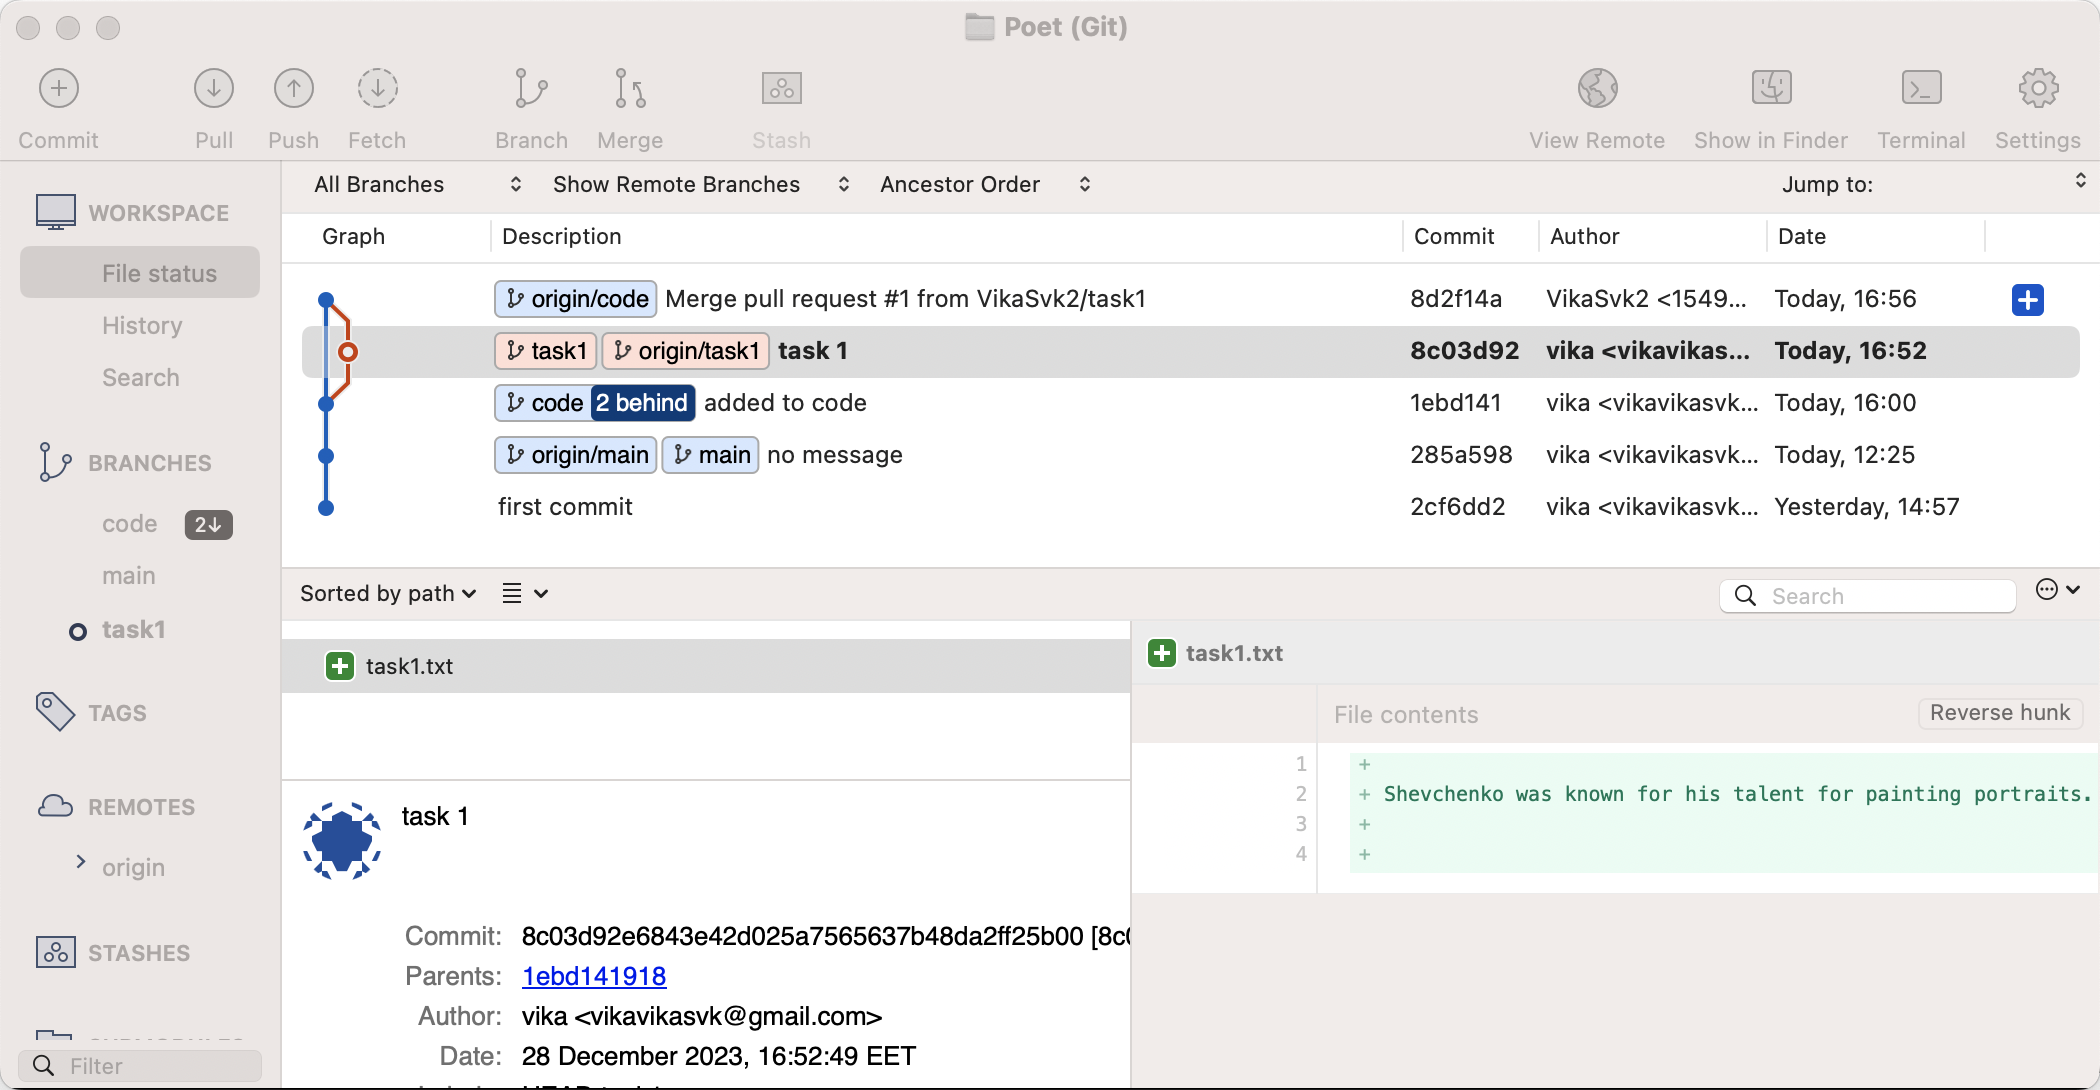 Poet (Git)
Commit Pull Push Fetch Branch Merge Stash View Remote Show in Finder Terminal Settings
WORKSPACE
File status
History
Search
BRANCHES
code 2↓
main
task1
TAGS
REMOTES
origin
STASHES
Filter
All Branches Show Remote Branches Ancestor Order Jump to:
Graph Description Commit Author Date
origin/code Merge pull request #1 from VikaSvk2/task1 8d2f14a VikaSvk2 <1549... Today, 16:56
task1 origin/task1 task 1 8c03d92 vika <vikavikas... Today, 16:52
code 2 behind added to code 1ebd141 vika <vikavikasvk... Today, 16:00
origin/main main no message 285a598 vika <vikavikasvk... Today, 12:25
first commit 2cf6dd2 vika <vikavikasvk... Yesterday, 14:57
Sorted by path Search
task1.txt
task 1
Commit: 8c03d92e6843e42d025a7565637b48da2ff25b00 [8c0
Parents: 1ebd141918
Author: vika <vikavikasvk@gmail.com>
Date: 28 December 2023, 16:52:49 EET
task1.txt
File contents Reverse hunk
1 +
2 + Shevchenko was known for his talent for painting portraits.
3 +
4 +